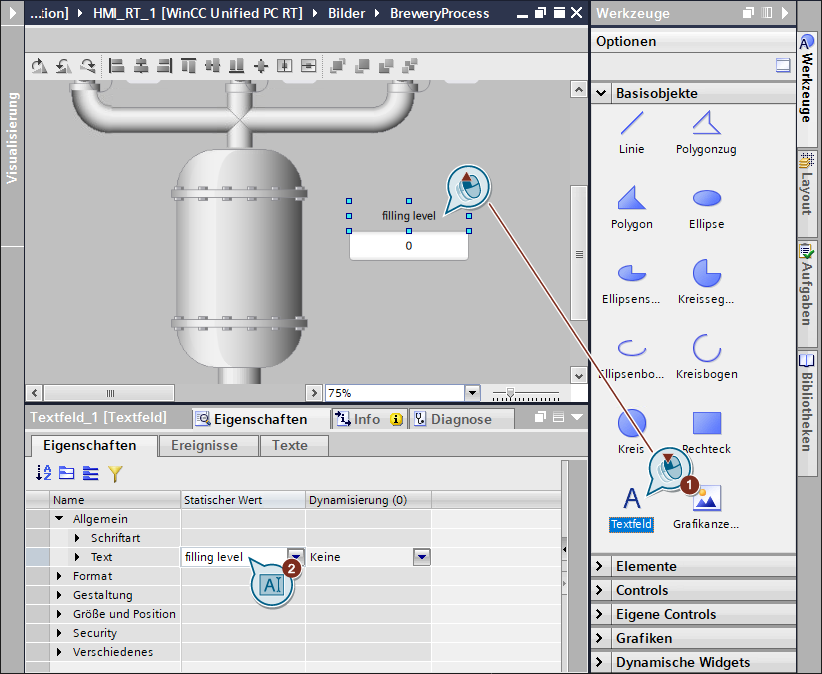 ...:ion] HMI_RT_1 [WinCC Unified PC RT] Bilder BreweryProcess
Visualisierung
filling level
0
75%
Textfeld_1 [Textfeld]
Eigenschaften
Info
Diagnose
Eigenschaften
Ereignisse
Texte
Name Statischer Wert Dynamisierung (0)
Allgemein
Schriftart
Text filling level Keine
AI
2
Format
Gestaltung
Größe und Position
Security
Verschiedenes
Werkzeuge
Optionen
Basisobjekte
Linie Polygonzug
Polygon Ellipse
Ellipsens... Kreisseg...
Ellipsenbo... Kreisbogen
Kreis Rechteck
1
A
Textfeld Grafikanze...
Elemente
Controls
Eigene Controls
Grafiken
Dynamische Widgets
Werkzeuge
Layout
Aufgaben
Bibliotheken